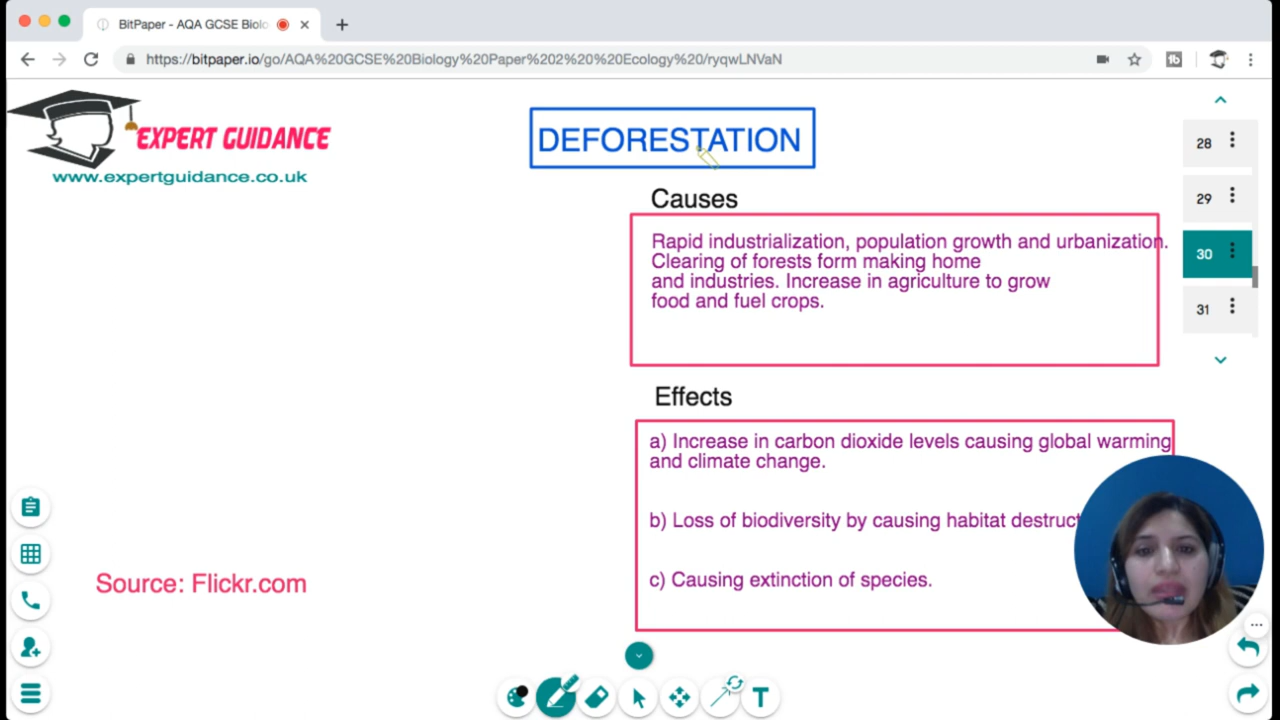 BitPaper - AQA GCSE Biolo
https://bitpaper.io/go/AQA%20GCSE%20Biology%20Paper%202%20%20Ecology%20/ryqwLNVaN
EXPERT GUIDANCE
www.expertguidance.co.uk
DEFORESTATION
Causes
Rapid industrialization, population growth and urbanization.
Clearing of forests form making home
and industries. Increase in agriculture to grow
food and fuel crops.
Effects
a) Increase in carbon dioxide levels causing global warming
and climate change.
b) Loss of biodiversity by causing habitat destruct
c) Causing extinction of species.
Source: Flickr.com
28
29
30
31
T